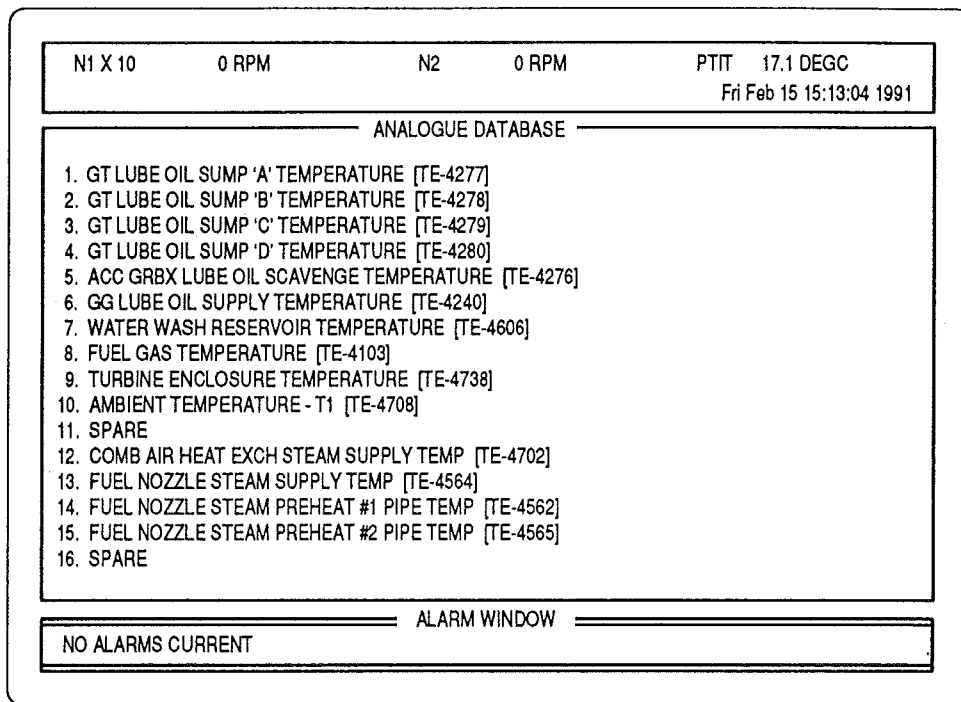 N1 X 10 0 RPM N2 0 RPM PTIT 17.1 DEGC
Fri Feb 15 15:13:04 1991
ANALOGUE DATABASE
1. GT LUBE OIL SUMP 'A' TEMPERATURE [TE-4277]
2. GT LUBE OIL SUMP 'B' TEMPERATURE [TE-4278]
3. GT LUBE OIL SUMP 'C' TEMPERATURE [TE-4279]
4. GT LUBE OIL SUMP 'D' TEMPERATURE [TE-4280]
5. ACC GRBX LUBE OIL SCAVENGE TEMPERATURE [TE-4276]
6. GG LUBE OIL SUPPLY TEMPERATURE [TE-4240]
7. WATER WASH RESERVOIR TEMPERATURE [TE-4606]
8. FUEL GAS TEMPERATURE [TE-4103]
9. TURBINE ENCLOSURE TEMPERATURE [TE-4738]
10. AMBIENT TEMPERATURE - T1 [TE-4708]
11. SPARE
12. COMB AIR HEAT EXCH STEAM SUPPLY TEMP [TE-4702]
13. FUEL NOZZLE STEAM SUPPLY TEMP [TE-4564]
14. FUEL NOZZLE STEAM PREHEAT #1 PIPE TEMP [TE-4562]
15. FUEL NOZZLE STEAM PREHEAT #2 PIPE TEMP [TE-4565]
16. SPARE
ALARM WINDOW
NO ALARMS CURRENT